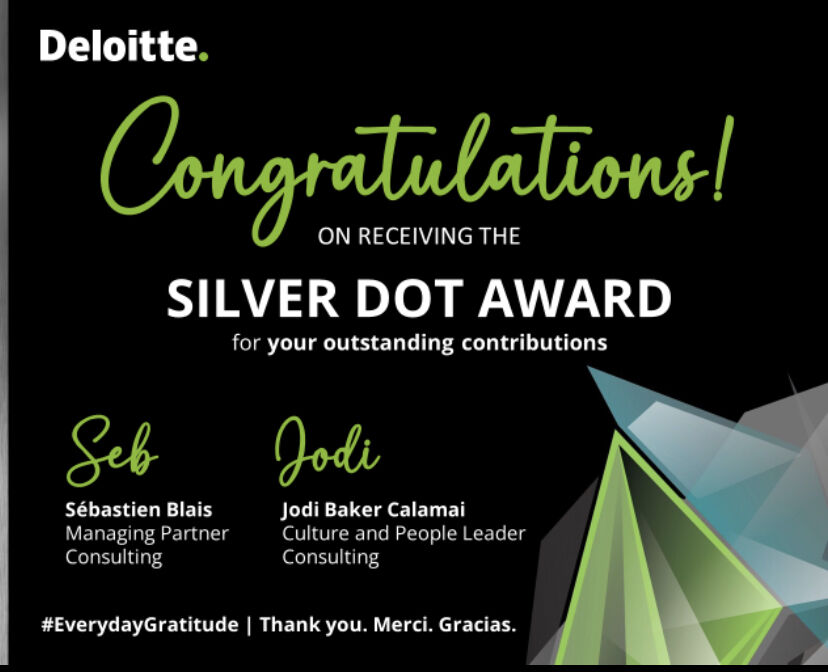 Deloitte.
Congratulations!
ON RECEIVING THE
SILVER DOT AWARD
for your outstanding contributions
Seb
Sébastien Blais
Managing Partner
Consulting
Jodi
Jodi Baker Calamai
Culture and People Leader
Consulting
#EverydayGratitude | Thank you. Merci. Gracias.